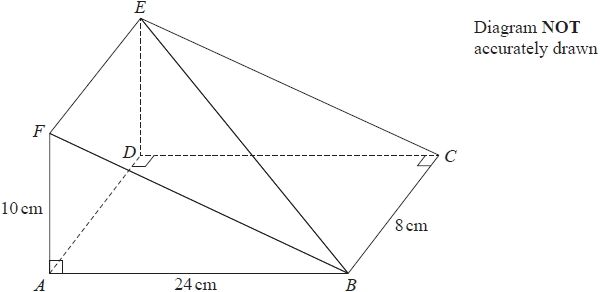 E
Diagram NOT
accurately drawn
F
D
C
10 cm
8 cm
A
24 cm
B